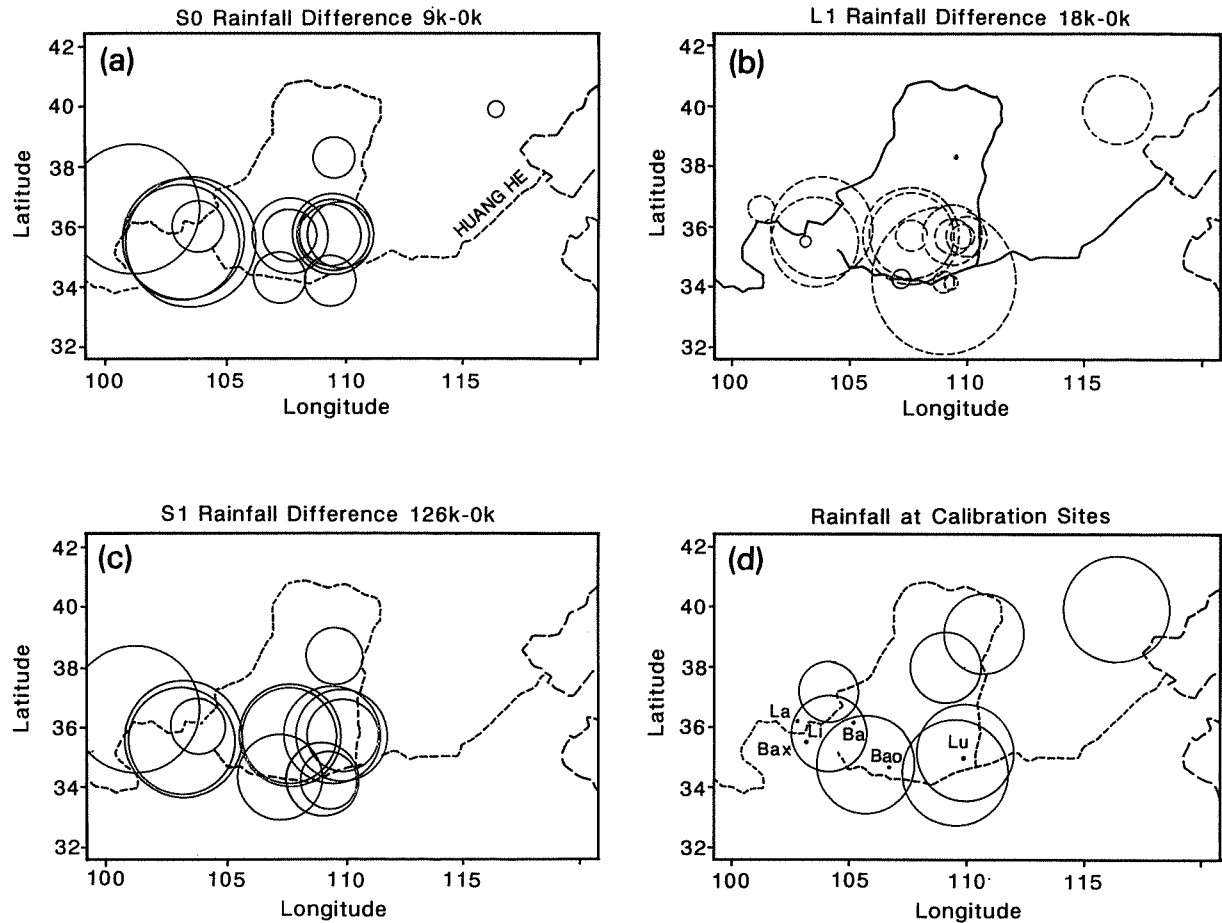 S0 Rainfall Difference 9k-0k
(a)
42
40
38
36
34
32
Latitude
HUANG HE
100 105 110 115
Longitude
L1 Rainfall Difference 18k-0k
(b)
42
40
38
36
34
32
Latitude
100 105 110 115
Longitude
S1 Rainfall Difference 126k-0k
(c)
42
40
38
36
34
32
Latitude
100 105 110 115
Longitude
Rainfall at Calibration Sites
(d)
42
40
38
36
34
32
Latitude
La
Li
Ba
Bax
Bao
Lu
100 105 110 115
Longitude